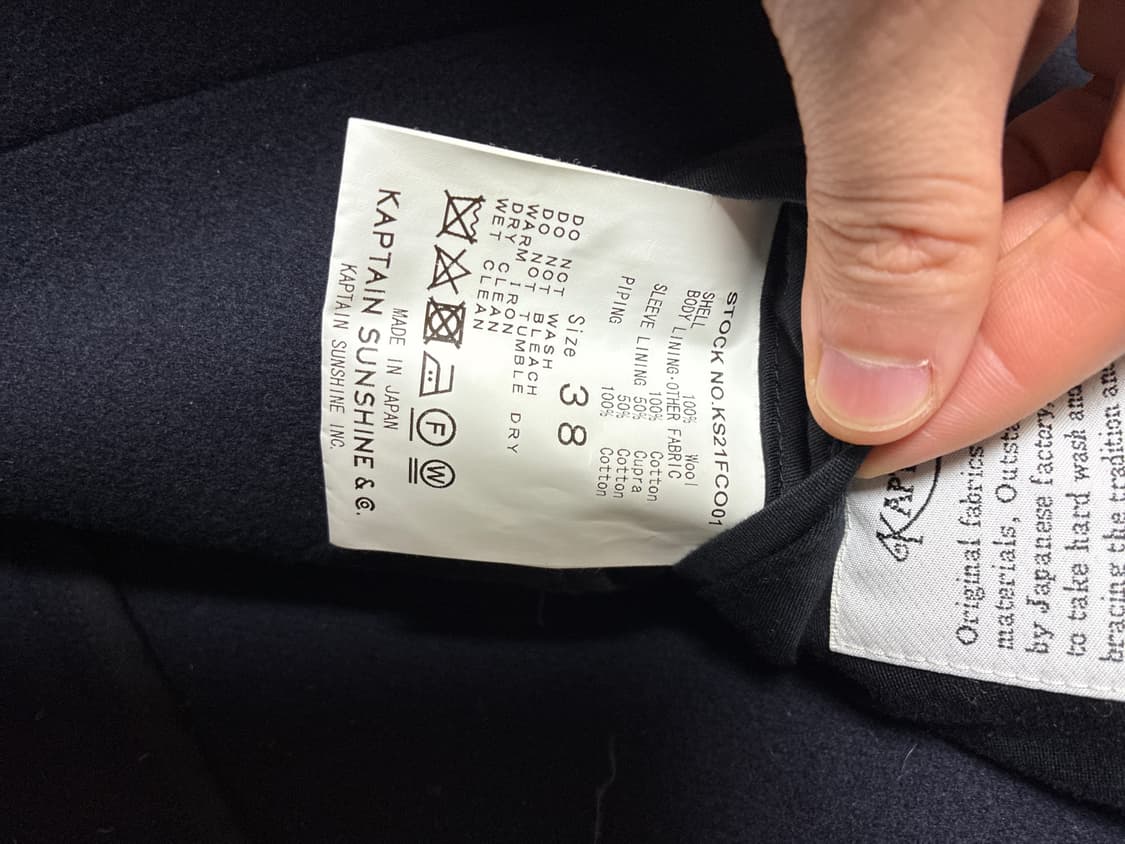 STOCK NO.KS21FCO01
SHELL 100% Wool
BODY LINING·OTHER FABRIC
100% Cotton
SLEEVE LINING 50% Cupra
50% Cotton
PIPING 100% Cotton
Size 38
DO NOT WASH
DO NOT BLEACH
DO NOT TUMBLE DRY
WARM IRON
DRY CLEAN
WET CLEAN
F W
MADE IN JAPAN
KAPTAIN SUNSHINE & Co.
KAPTAIN SUNSHINE INC.
Original fabrics
materials, Outsta
by Japanese factory,
to take hard wash and
bracing the tradition and